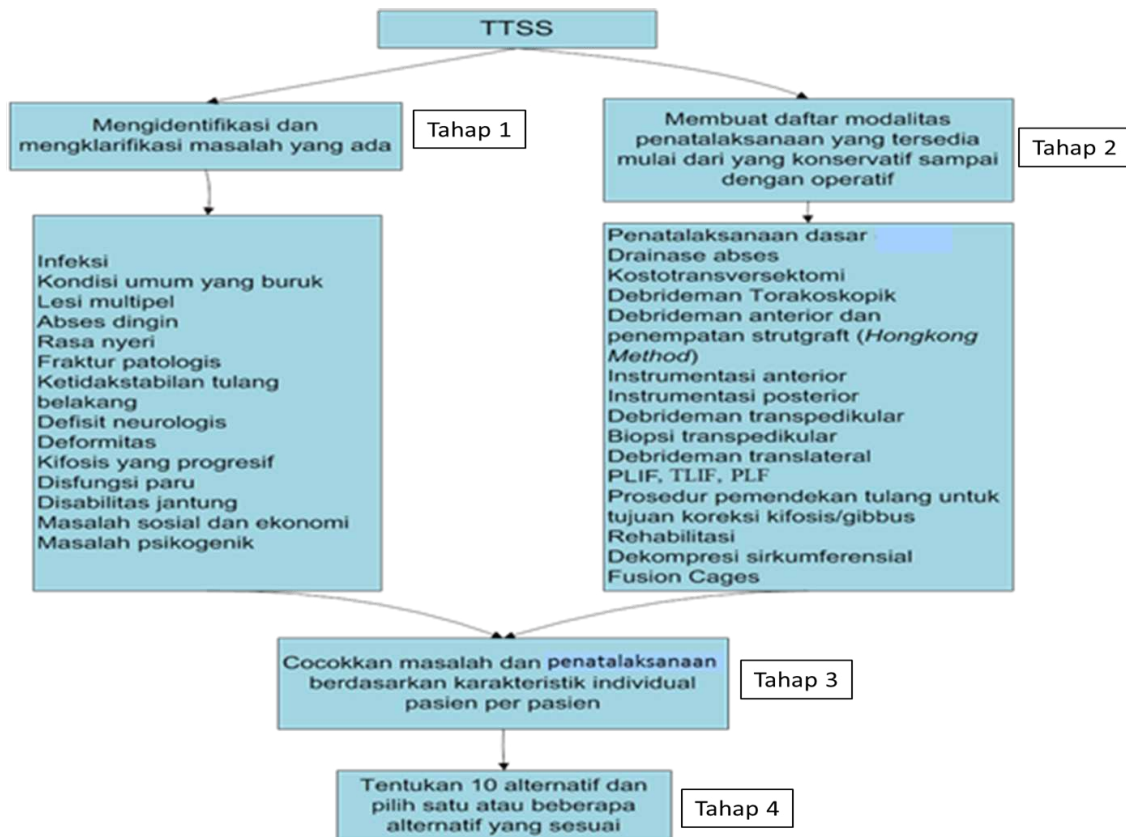 TTSS
Mengidentifikasi dan
mengklarifikasi masalah yang ada
Tahap 1
Membuat daftar modalitas
penatalaksanaan yang tersedia
mulai dari yang konservatif sampai
dengan operatif
Tahap 2
Infeksi
Kondisi umum yang buruk
Lesi multipel
Abses dingin
Rasa nyeri
Fraktur patologis
Ketidakstabilan tulang
belakang
Defisit neurologis
Deformitas
Kifosis yang progresif
Disfungsi paru
Disabilitas jantung
Masalah sosial dan ekonomi
Masalah psikogenik
Penatalaksanaan dasar
Drainase abses
Kostotransversektomi
Debrideman Torakoskopik
Debrideman anterior dan
penempatan strutgraft (Hongkong
Method)
Instrumentasi anterior
Instrumentasi posterior
Debrideman transpedikular
Biopsi transpedikular
Debrideman translateral
PLIF, TLIF, PLF
Prosedur pemendekan tulang untuk
tujuan koreksi kifosis/gibbus
Rehabilitasi
Dekompresi sirkumferensial
Fusion Cages
Cocokkan masalah dan penatalaksanaan
berdasarkan karakteristik individual
pasien per pasien
Tahap 3
Tentukan 10 alternatif dan
pilih satu atau beberapa
alternatif yang sesuai
Tahap 4